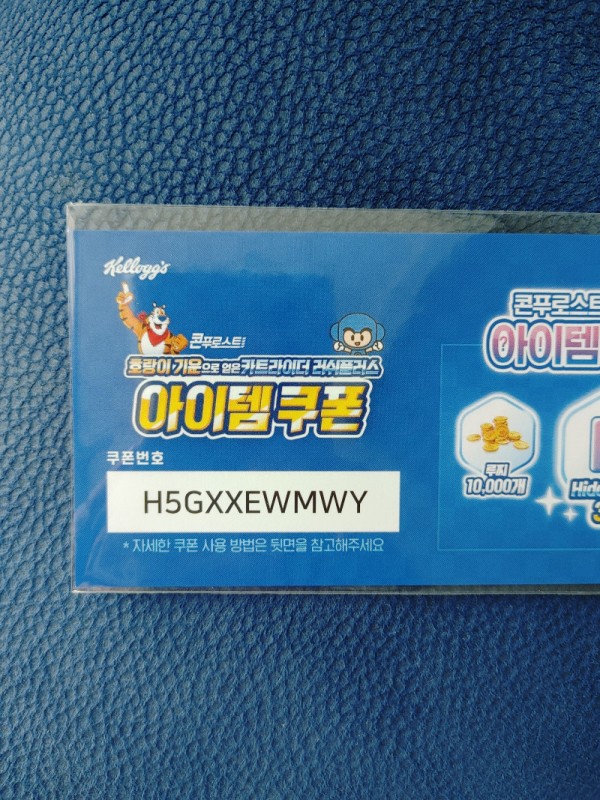 Kellogg's
콘푸로스트
호랑이 기운으로 얻은 카트라이더 러쉬플러스
아이템 쿠폰
쿠폰번호
H5GXXEWMWY
* 자세한 쿠폰 사용 방법은 뒷면을 참고해주세요
콘푸로스트
아이템
루찌
10,000개
Hidd
3